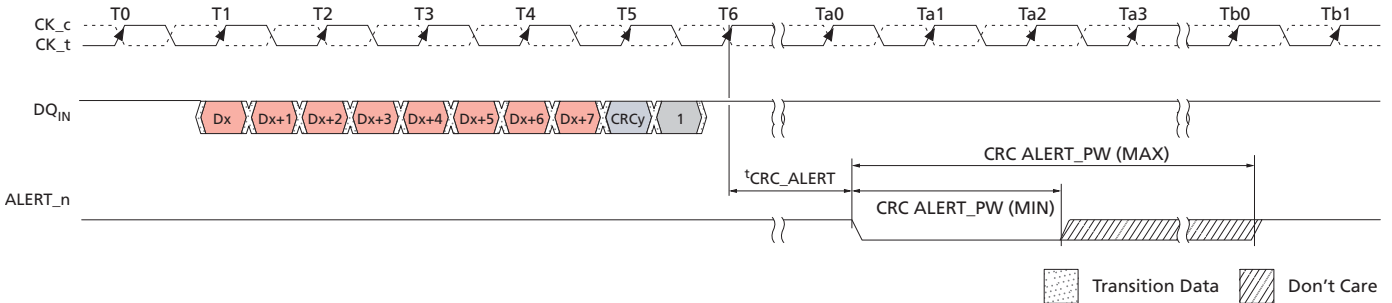 T0 T1 T2 T3 T4 T5 T6 Ta0 Ta1 Ta2 Ta3 Tb0 Tb1
CK_c
CK_t
DQIN
Dx Dx+1 Dx+2 Dx+3 Dx+4 Dx+5 Dx+6 Dx+7 CRCy 1
CRC ALERT_PW (MAX)
tCRC_ALERT
CRC ALERT_PW (MIN)
ALERT_n
Transition Data Don't Care